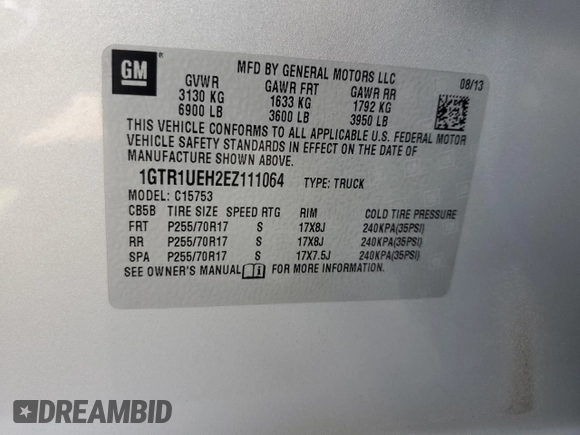 GM
MFD BY GENERAL MOTORS LLC
08/13
GVWR GAWR FRT GAWR RR
3130 KG 1633 KG 1792 KG
6900 LB 3600 LB 3950 LB
THIS VEHICLE CONFORMS TO ALL APPLICABLE U.S. FEDERAL MOTOR
VEHICLE SAFETY STANDARDS IN EFFECT ON THE DATE OF
MANUFACTURE SHOWN ABOVE.
1GTR1UEH2EZ111064 TYPE: TRUCK
MODEL: C15753
CB5B TIRE SIZE SPEED RTG RIM COLD TIRE PRESSURE
FRT P255/70R17 S 17X8J 240KPA(35PSI)
RR P255/70R17 S 17X8J 240KPA(35PSI)
SPA P255/70R17 S 17X7.5J 240KPA(35PSI)
SEE OWNER'S MANUAL FOR MORE INFORMATION.
DREAMBID